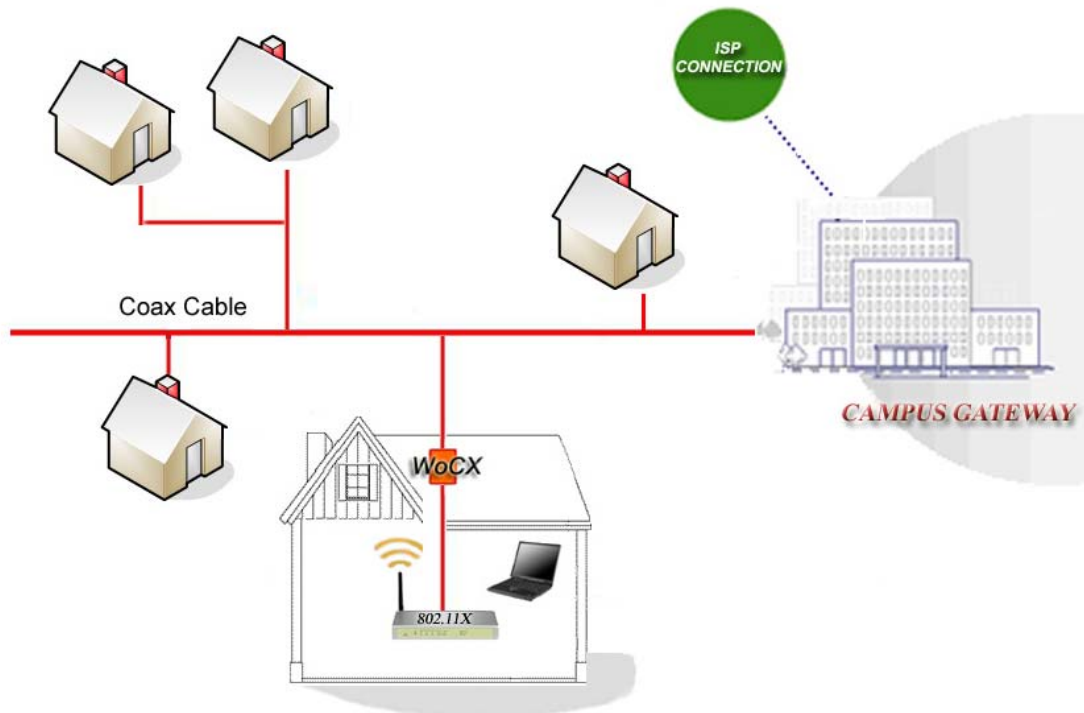 ISP
CONNECTION
Coax Cable
CAMPUS GATEWAY
WoCX
802.11X